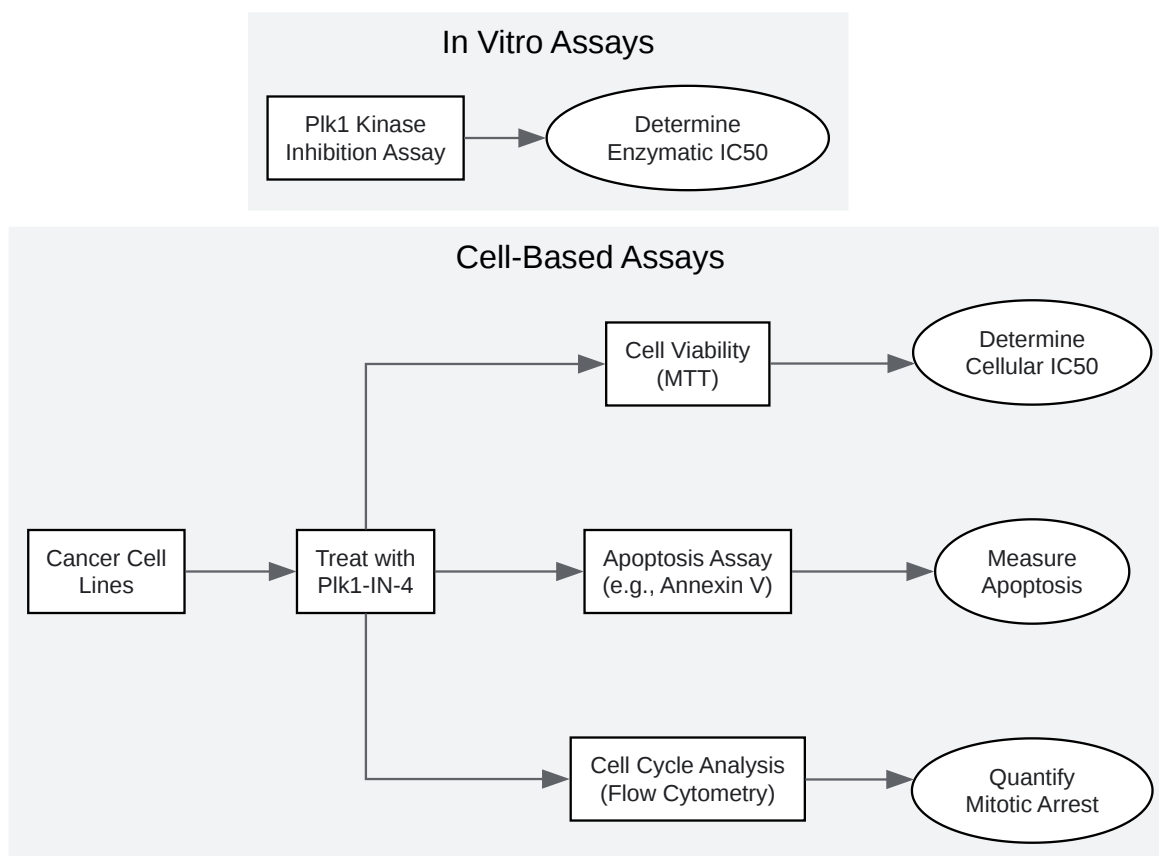 In Vitro Assays
Plk1 Kinase
Inhibition Assay
Determine
Enzymatic IC50
Cell-Based Assays
Cell Viability
(MTT)
Determine
Cellular IC50
Cancer Cell
Lines
Treat with
Plk1-IN-4
Apoptosis Assay
(e.g., Annexin V)
Measure
Apoptosis
Cell Cycle Analysis
(Flow Cytometry)
Quantify
Mitotic Arrest